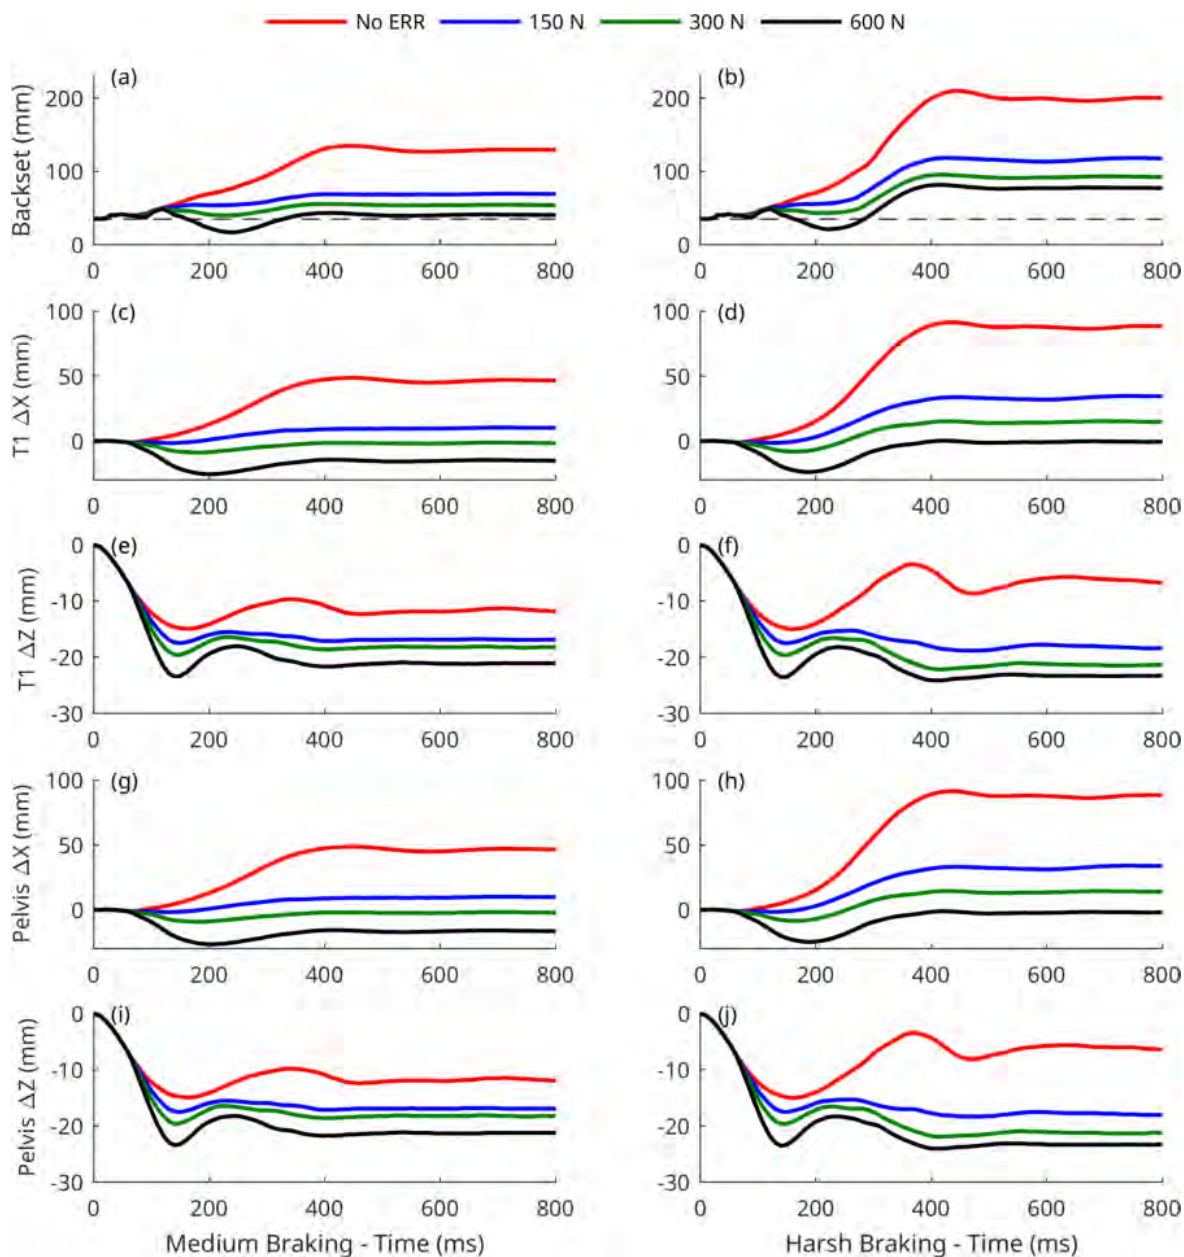 No ERR 150 N 300 N 600 N
(a) (b)
Backset (mm)
200 200
100 100
0 0
0 200 400 600 800 0 200 400 600 800
(c) (d)
T1 ΔX (mm)
100 100
50 50
0 0
0 200 400 600 800 0 200 400 600 800
(e) (f)
T1 ΔZ (mm)
0 0
-10 -10
-20 -20
-30 -30
0 200 400 600 800 0 200 400 600 800
(g) (h)
Pelvis ΔX (mm)
100 100
50 50
0 0
0 200 400 600 800 0 200 400 600 800
(i) (j)
Pelvis ΔZ (mm)
0 0
-10 -10
-20 -20
-30 -30
0 200 400 600 800 0 200 400 600 800
Medium Braking - Time (ms) Harsh Braking - Time (ms)